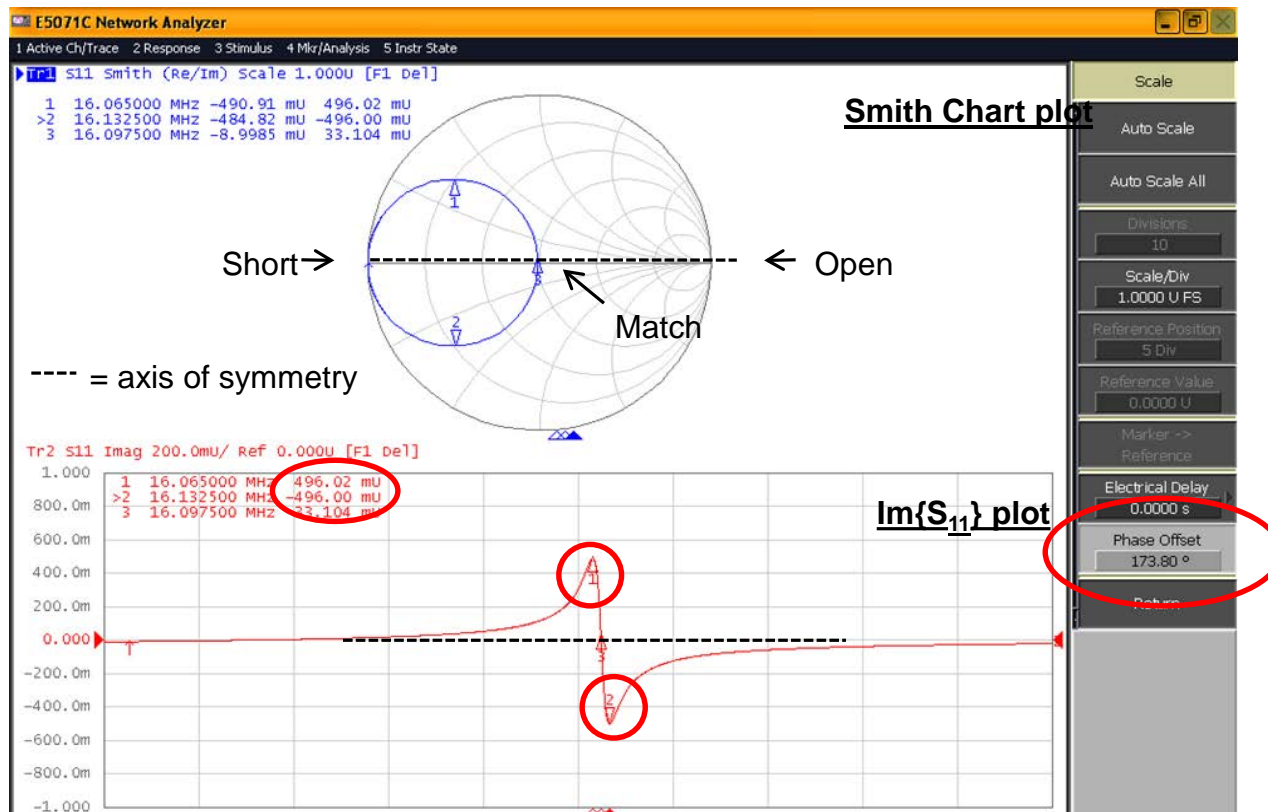 E5071C Network Analyzer
1 Active Ch/Trace 2 Response 3 Stimulus 4 Mkr/Analysis 5 Instr State
Tr1 S11 Smith (Re/Im) Scale 1.000U [F1 Del]
1 16.065000 MHz -490.91 mU 496.02 mU
>2 16.132500 MHz -484.82 mU -496.00 mU
3 16.097500 MHz -8.9985 mU 33.104 mU
Smith Chart plot
1
Short
Open
3
Match
2
---- = axis of symmetry
Tr2 S11 Imag 200.0mU/ Ref 0.000U [F1 Del]
1 16.065000 MHz 496.02 mU
>2 16.132500 MHz -496.00 mU
3 16.097500 MHz 33.104 mU
Im{S11} plot
1.000
800.0m
600.0m
400.0m
200.0m
0.000
-200.0m
-400.0m
-600.0m
-800.0m
-1.000
1
3
2
Scale
Auto Scale
Auto Scale All
Divisions
10
Scale/Div
1.0000 U FS
Reference Position
5 Div
Reference Value
0.0000 U
Marker ->
Reference
Electrical Delay
0.0000 s
Phase Offset
173.80 °
Return